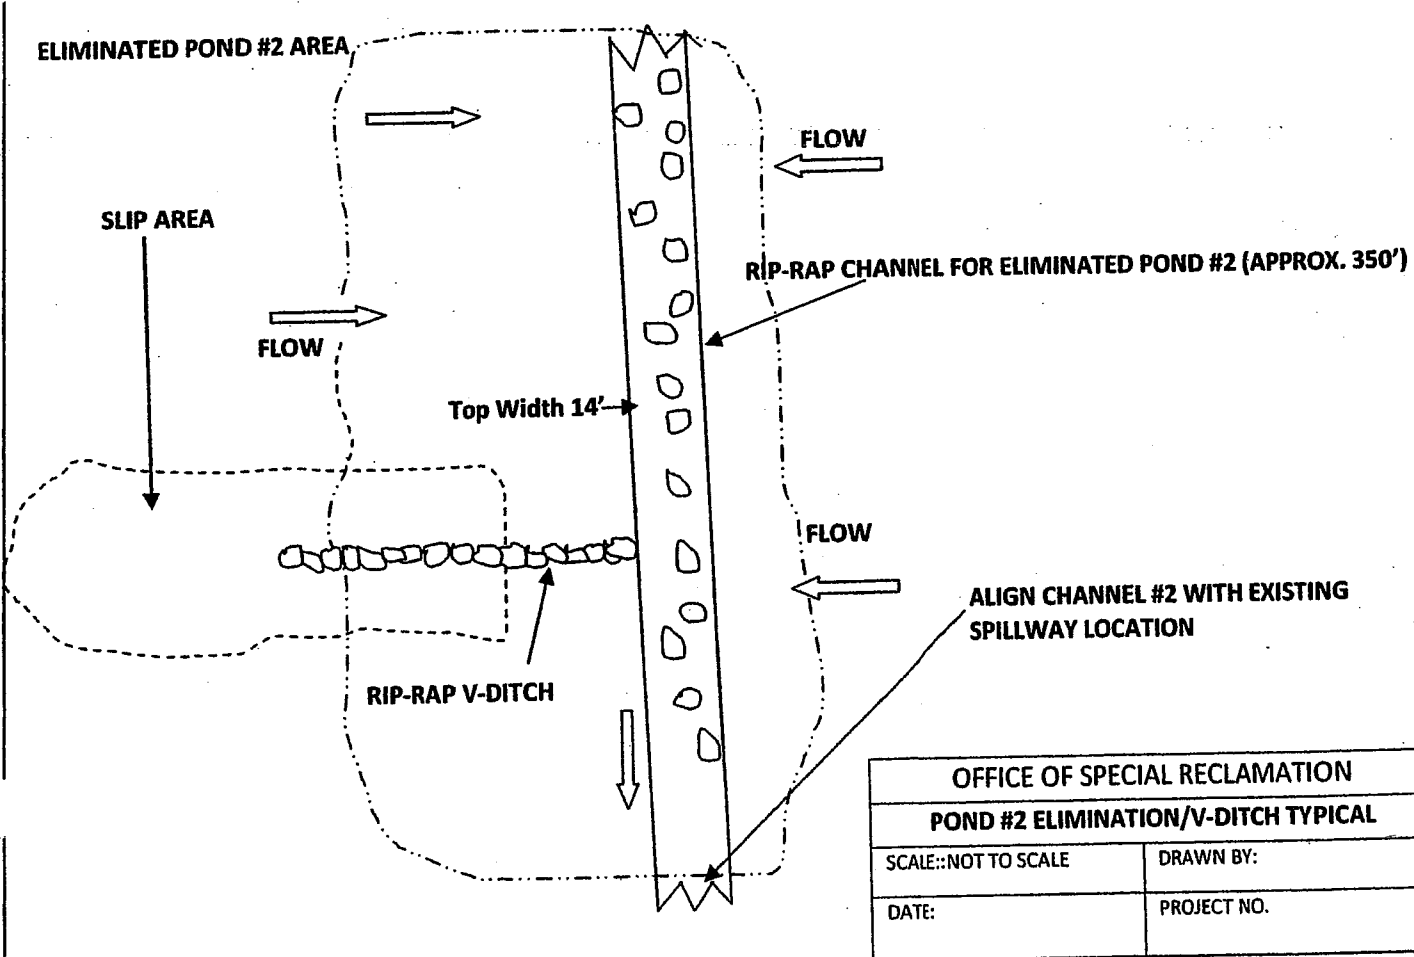 ELIMINATED POND #2 AREA
FLOW
SLIP AREA
RIP-RAP CHANNEL FOR ELIMINATED POND #2 (APPROX. 350')
FLOW
Top Width 14'
FLOW
ALIGN CHANNEL #2 WITH EXISTING
SPILLWAY LOCATION
RIP-RAP V-DITCH
OFFICE OF SPECIAL RECLAMATION
POND #2 ELIMINATION/V-DITCH TYPICAL
SCALE::NOT TO SCALE
DRAWN BY:
DATE:
PROJECT NO.